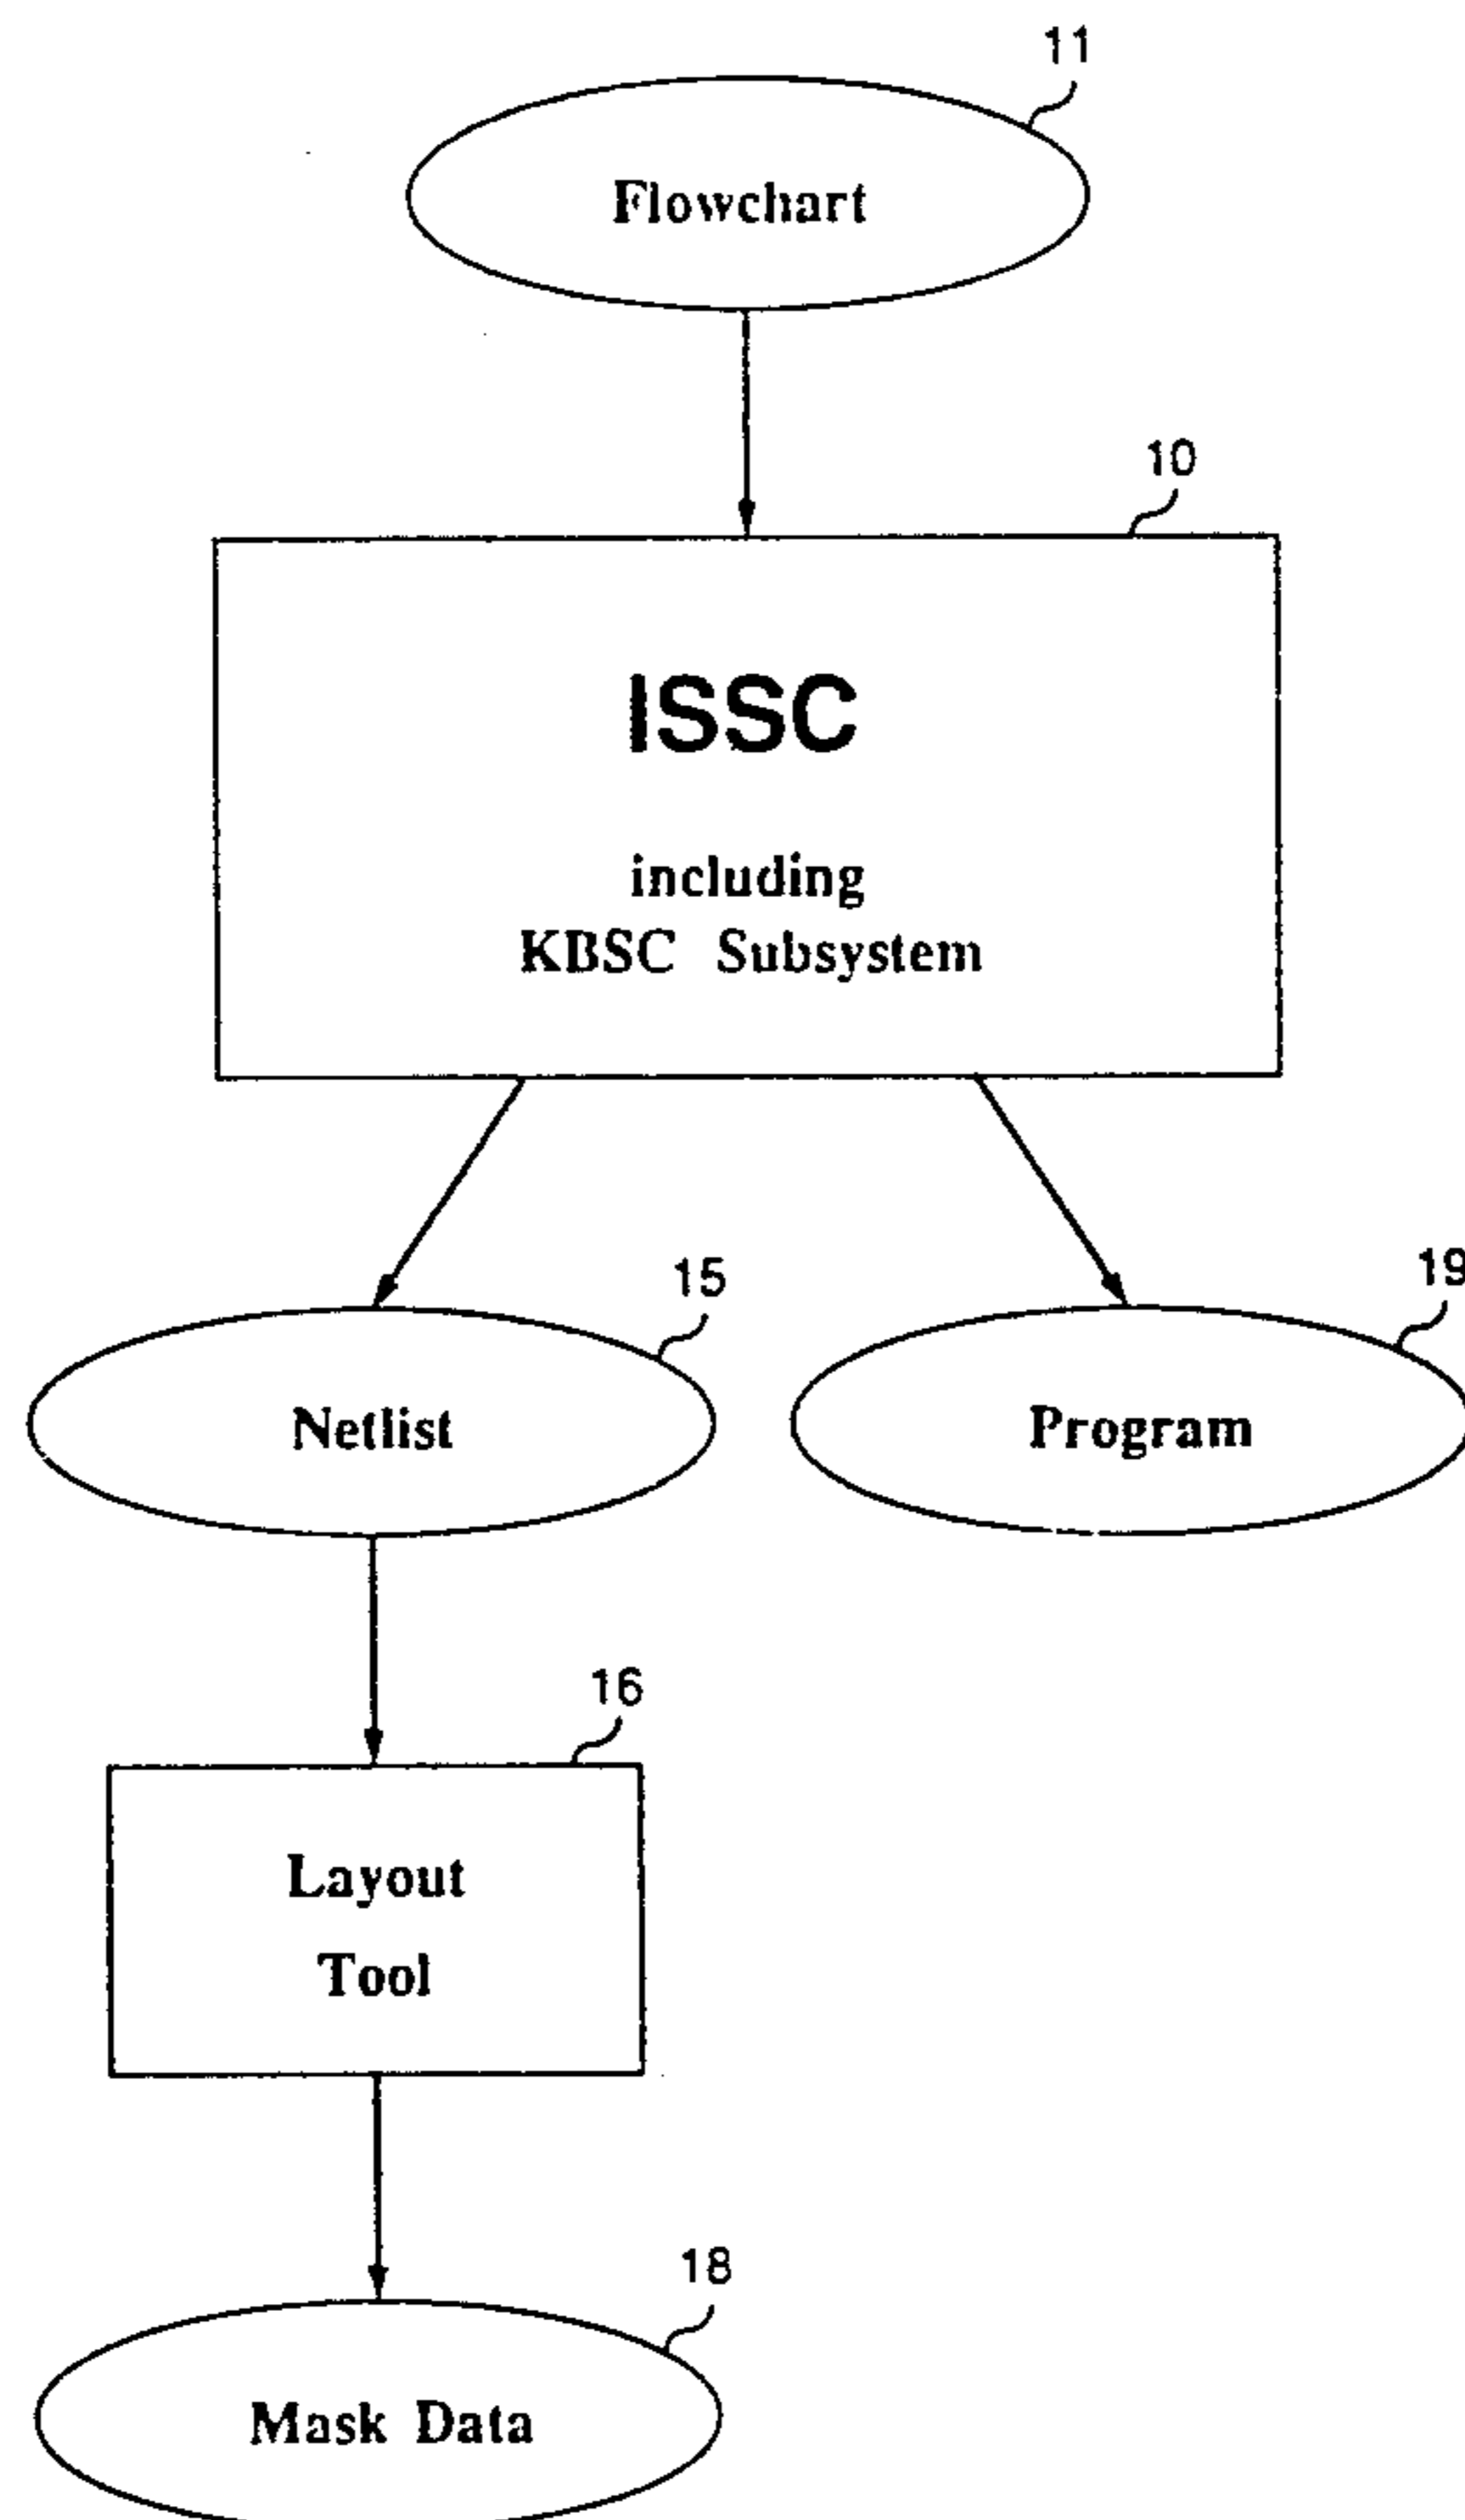 11
Flowchart
10
ISSC
including
KBSC Subsystem
15
19
Netlist
Program
16
Layout
Tool
18
Mask Data